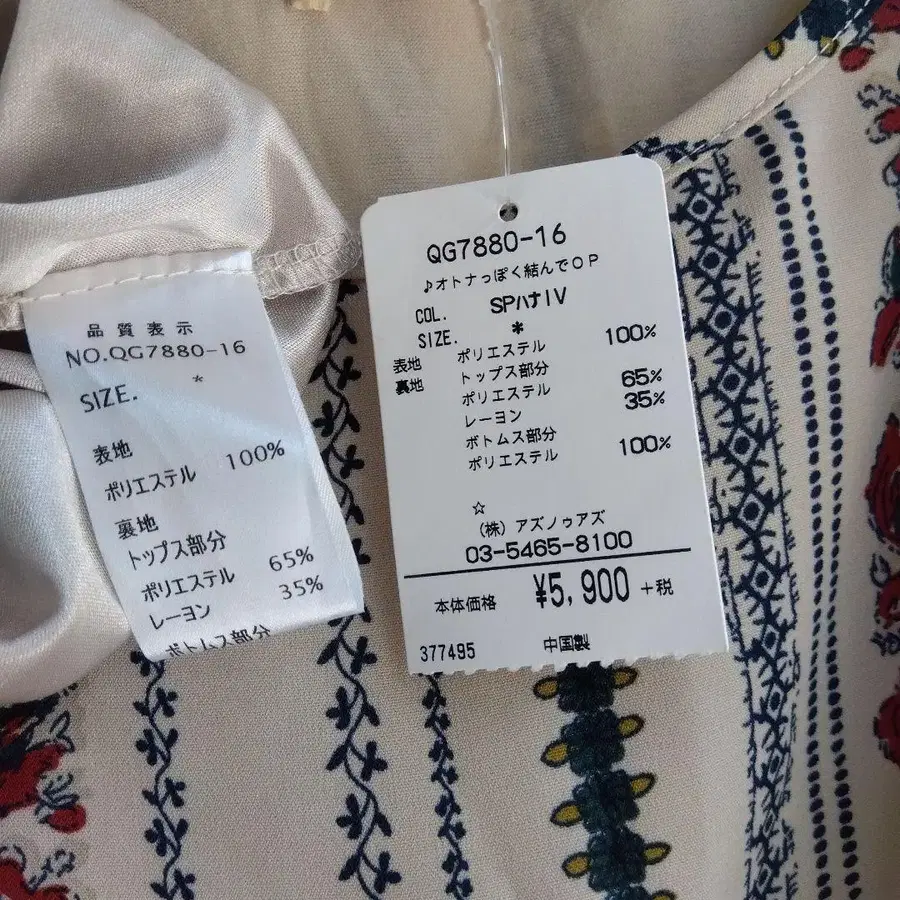 品質表示
NO.QG7880-16
SIZE. *
表地
ポリエステル 100%
裏地
トップス部分
ポリエステル 65%
レーヨン 35%
ボトムス部分
QG7880-16
♪オトナっぽく結んでOP
COL. SPハナIV
SIZE. *
表地 ポリエステル 100%
裏地 トップス部分
ポリエステル 65%
レーヨン 35%
ボトムス部分
ポリエステル 100%
☆
(株) アズノゥアズ
03-5465-8100
本体価格 ¥5,900 +税
377495 中国製